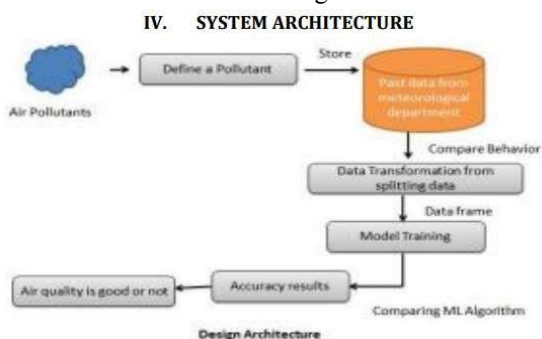 IV. SYSTEM ARCHITECTURE
Define a Pollutant
Store
Past data from
meteorological
department
Air Pollutants
Compare Behavior
Data Transformation from
splitting data
Data frame
Model Training
Air quality is good or not
Accuracy results
Comparing ML Algorithm
Design Architecture